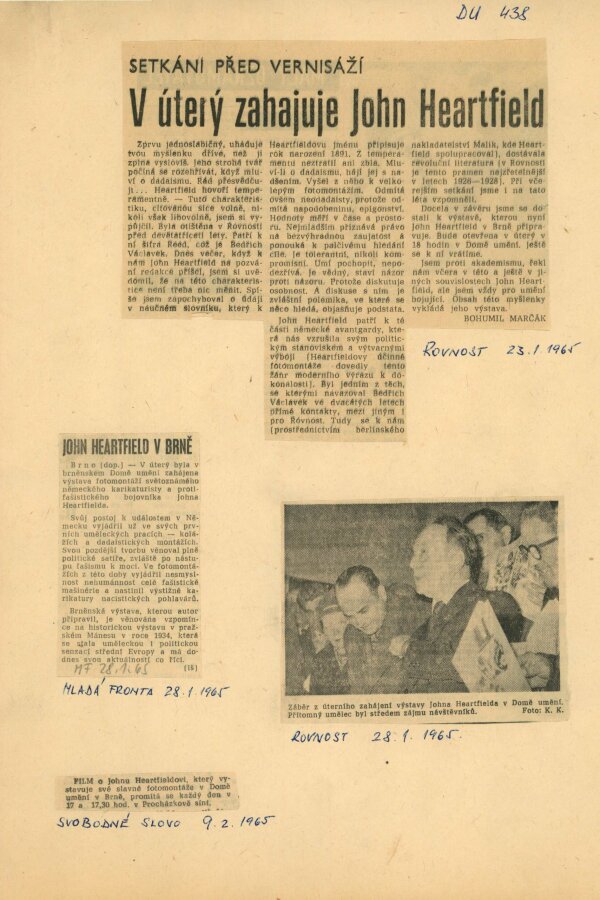 DU 438
SETKÁNÍ PŘED VERNISÁŽÍ
V úterý zahajuje John Heartfield
Zprvu jednoslabičný, uhaduje
tvou myšlenku dříve, než ji
zplna vyslovíš. Jeho strohá tvář
počíná se rozehřívat, když mlu-
ví o dadaismu. Rád přesvědču-
je... Heartfield hovoří tempe-
ramentně. — Tuto charakteris-
tiku, citovánou sice volně, ni-
koli však libovolně, jsem si vy-
půjčil. Byla otištěna v Rovnosti
před devětatřiceti lety. Patří k
ní šifra Reed, což je Bedřich
Václavek. Dnes večer, když k
nám John Heartfield na pozvá-
ní redakce přišel, jsem si uvě-
domil, že na této charakteris-
tice není třeba nic měnit. Spí-
še jsem zapochyboval o údaji
v naučném slovníku, který k
Heartfieldovu jménu připisuje
rok narození 1891. Z tempera-
mentu neztratil ani zbla. Mlu-
ví-li o dadaismu, hájí jej s na-
dšením. Vyšel z něho k velko-
lepým fotomontážím. Odmítá
ovšem neodadaisty, protože od-
mítá napodobeninu, epigonství.
Hodnoty měří v čase a prosto-
ru. Nejmladším přiznává právo
na bezvýhradnou zaujatost a
ponouká k palčivému hledání
cíle. Je tolerantní, nikoli kom-
promisní. Umí pochopit, nepo-
dezřívá. Je vědný, staví názor
proti názoru. Protože diskutuje
osobnost. A diskuse s ním je
zvláštní polemika, ve které se
něco hledá, objasňuje podstata.
John Heartfield patří k té
části německé avantgardy, kte-
rá nás vzrušila svým politic-
kým stanoviskem a výtvarnými
výboji (Heartfieldovy účinné
fotomontáže dovedly tento
žánr moderního výrazu k do-
konalosti). Byl jedním z těch,
se kterými navazoval Bedřich
Václavek ve dvacátých letech
přímé kontakty, mezi jiným i
pro Rovnost. Tudy se k nám
(prostřednictvím berlínského
nakladatelství Malik, kde Heart-
field spolupracoval), dostávala
revoluční literatura (v Rovnosti
je tento pramen nejzřetelnější
v letech 1926—1928). Při vče-
rejším setkání jsme i na tato
léta vzpomněli.
Docela v závěru jsme se do-
stali k výstavě, kterou nyní
John Heartfield v Brně připra-
vuje. Bude otevřena v úterý v
18 hodin v Domě umění. Ještě
se k ní vrátíme.
Jsem proti akademismu, řekl
nám včera v této a ještě v ji-
ných souvislostech John Heart-
field, ale jsem vždy pro umění
bojující. Obsah této myšlenky
vykládá jeho výstava.
BOHUMIL MARČÁK
ROVNOST 23.1.1965
JOHN HEARTFIELD V BRNĚ
Brno (dop.) — V úterý byla v
brněnském Domě umění zahájena
výstava fotomontáží světoznámého
německého karikaturisty a proti-
fašistického bojovníka Johna
Heartfielda.
Svůj postoj k událostem v Ně-
mecku vyjádřil už ve svých prv-
ních uměleckých pracích — kolá-
žích a dadaistických montážích.
Svou pozdější tvorbu věnoval plně
politické satiře, zvláště po nástu-
pu fašismu k moci. Ve fotomontá-
žích z této doby vyjádřil nesmysl-
nost nehumánnost celé fašistické
mašinérie a nastínil výstižné ka-
rikatury nacistických pohlavárů.
Brněnská výstava, kterou autor
připravil, je věnována vzpomín-
ce na historickou výstavu v praž-
ském Mánesu v roce 1934, která
se stala uměleckou i politickou
senzací střední Evropy a má do-
dnes svou aktuálností co říci.
MF 28.1.65
(18)
MLADÁ FRONTA 28.1.1965
Záběr z úterního zahájení výstavy Johna Heartfielda v Domě umění.
Přítomný umělec byl středem zájmu návštěvníků. Foto: K. K.
ROVNOST 28.1.1965.
FILM o Johnu Heartfieldovi, který vy-
stavuje své slavné fotomontáže v Domě
umění v Brně, promítá se každý den v
17 a 17,30 hod. v Procházkově síni.
SVOBODNÉ SLOVO 9.2.1965